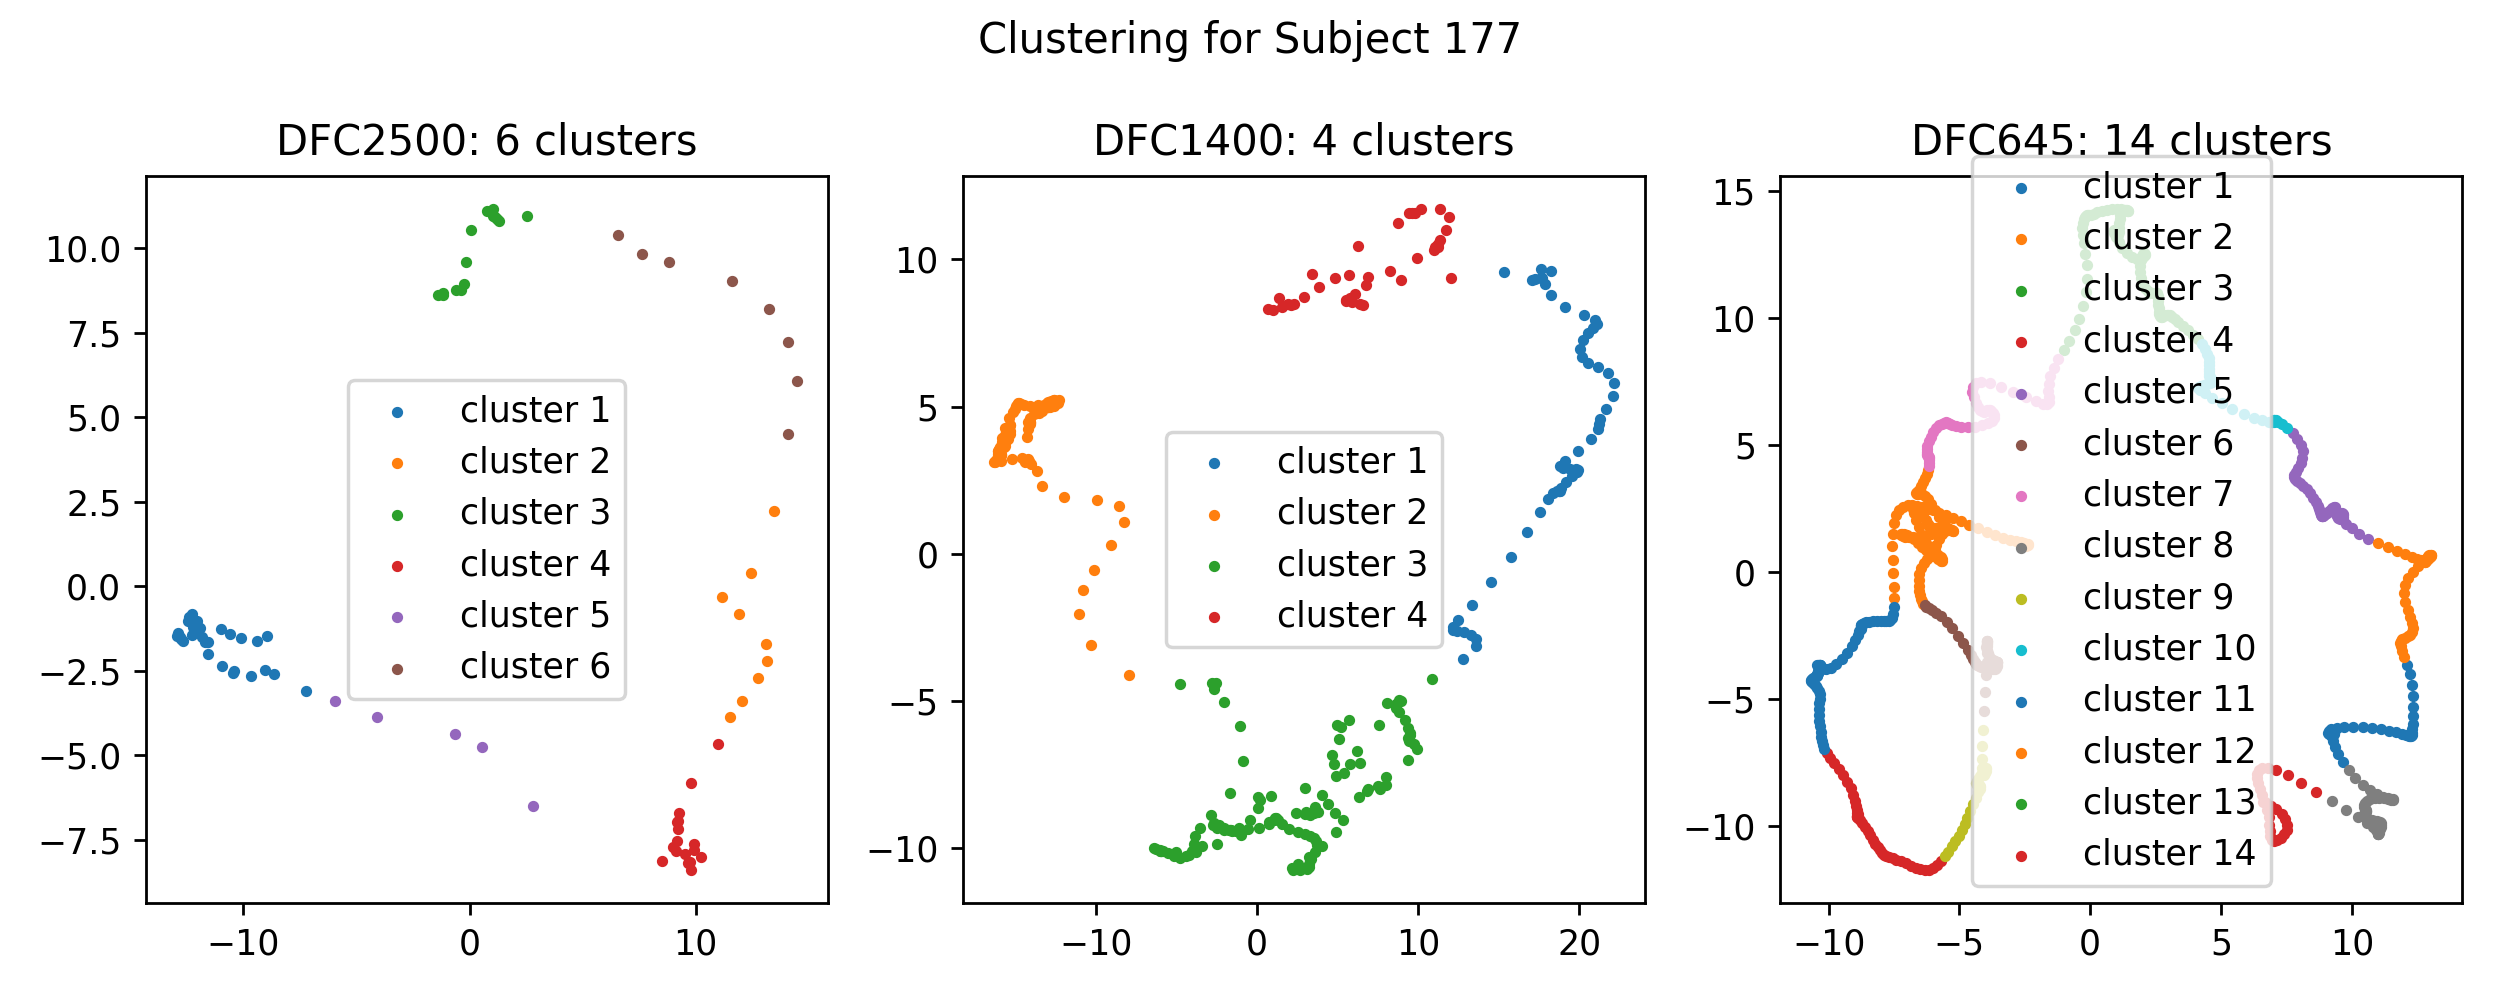 Clustering for Subject 177
DFC2500: 6 clusters
10.0
7.5
5.0
2.5
0.0
−2.5
−5.0
−7.5
−10
0
10
cluster 1
cluster 2
cluster 3
cluster 4
cluster 5
cluster 6
DFC1400: 4 clusters
10
5
0
−5
−10
−10
0
10
20
cluster 1
cluster 2
cluster 3
cluster 4
DFC645: 14 clusters
15
10
5
0
−5
−10
−10
−5
0
5
10
cluster 1
cluster 2
cluster 3
cluster 4
cluster 5
cluster 6
cluster 7
cluster 8
cluster 9
cluster 10
cluster 11
cluster 12
cluster 13
cluster 14